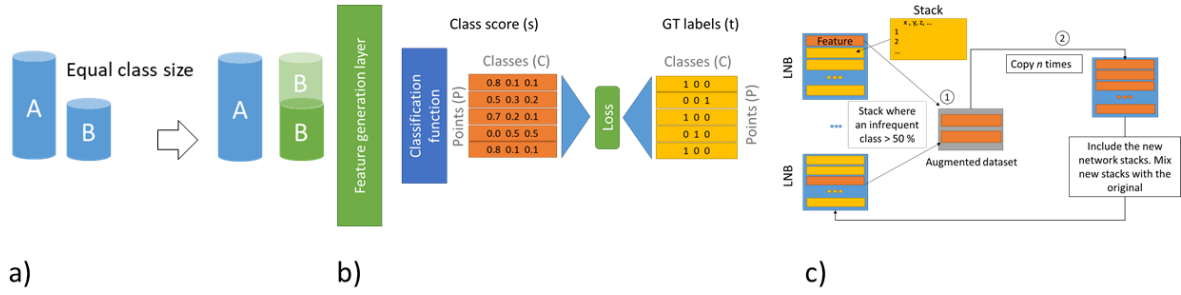 Equal class size
A
B
A
B
B
a)
Feature generation layer
Class score (s)
GT labels (t)
Classification
function
Classes (C)
Points (P)
0.8 0.1 0.1
0.5 0.3 0.2
0.7 0.2 0.1
0.0 0.5 0.5
0.8 0.1 0.1
Loss
Classes (C)
1 0 0
0 0 1
1 0 0
0 1 0
1 0 0
Points (P)
b)
Stack
x , y, z, ...
1
2
...
LNB
Feature
Stack where
an infrequent
class > 50 %
LNB
1
Augmented dataset
2
Copy n times
Include the new
network stacks. Mix
new stacks with the
original
c)